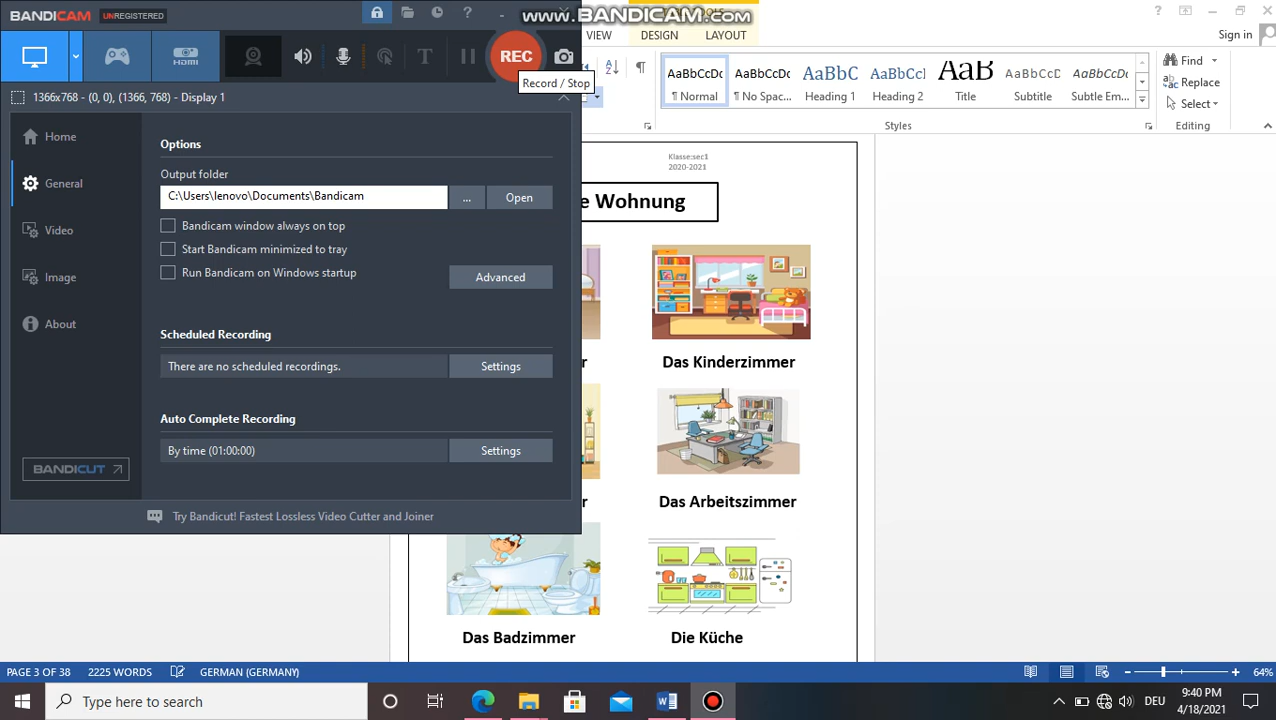 BANDICAM UNREGISTERED
www.BANDICAM.com
TOOLS
VIEW DESIGN LAYOUT
Sign in
REC
Record / Stop
HDMI
1366x768 - (0, 0), (1366, 768) - Display 1
AaBbCcDc AaBbCcDc AaBbC AaBbCc AaB AaBbCcD AaBbCcDc
¶ Normal ¶ No Spac... Heading 1 Heading 2 Title Subtitle Subtle Em...
Styles
Find
Replace
Select
Editing
Home
General
Video
Image
About
BANDICUT
Options
Output folder
C:\Users\lenovo\Documents\Bandicam
... Open
Bandicam window always on top
Start Bandicam minimized to tray
Run Bandicam on Windows startup
Advanced
Scheduled Recording
There are no scheduled recordings. Settings
Auto Complete Recording
By time (01:00:00) Settings
Try Bandicut! Fastest Lossless Video Cutter and Joiner
Klasse:sec1
2020-2021
e Wohnung
Das Kinderzimmer
Das Arbeitszimmer
Das Badzimmer Die Küche
PAGE 3 OF 38 2225 WORDS GERMAN (GERMANY) 64%
Type here to search
DEU
9:40 PM
4/18/2021